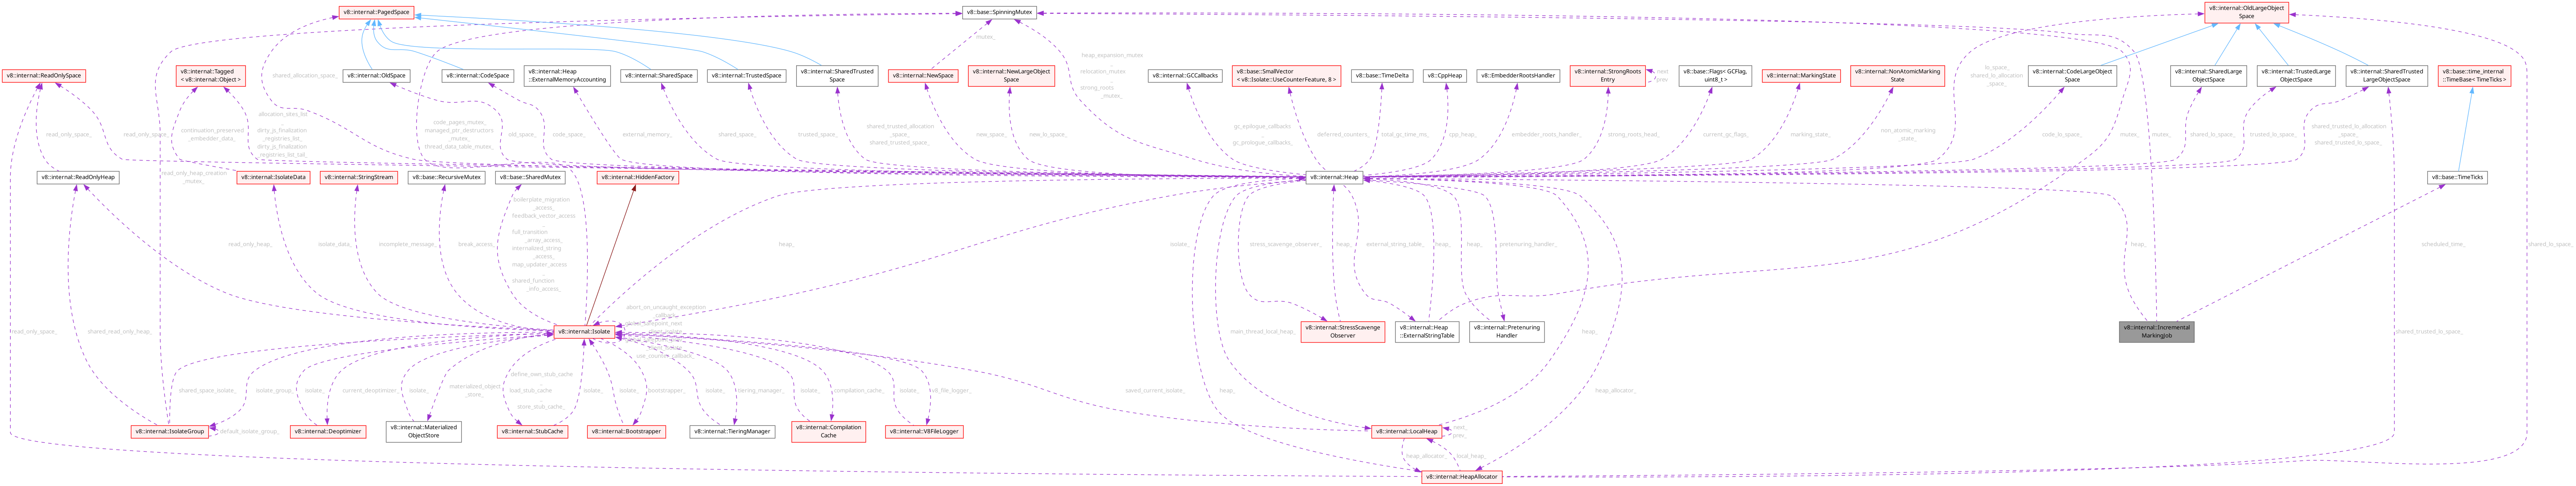 v8::internal::PagedSpace
v8::base::SpinningMutex
v8::internal::OldLargeObject
Space
mutex_
v8::internal::ReadOnlySpace
v8::internal::Tagged
< v8::internal::Object >
shared_allocation_space_
v8::internal::OldSpace
v8::internal::CodeSpace
v8::internal::Heap
::ExternalMemoryAccounting
v8::internal::SharedSpace
v8::internal::TrustedSpace
v8::internal::SharedTrusted
Space
v8::internal::NewSpace
v8::internal::NewLargeObject
Space
heap_expansion_mutex_
,
relocation_mutex_
,
strong_roots
_mutex_
v8::internal::GCCallbacks
v8::base::SmallVector
< v8::Isolate::UseCounterFeature, 8 >
v8::base::TimeDelta
v8::CppHeap
v8::EmbedderRootsHandler
v8::internal::StrongRoots
Entry
next
prev
v8::base::Flags< GCFlag,
uint8_t >
v8::internal::MarkingState
v8::internal::NonAtomicMarking
State
lo_space_
shared_lo_allocation
_space_
v8::internal::CodeLargeObject
Space
v8::internal::SharedLarge
ObjectSpace
v8::internal::TrustedLarge
ObjectSpace
v8::internal::SharedTrusted
LargeObjectSpace
v8::base::time_internal
::TimeBase< TimeTicks >
read_only_space_
read_only_space_
continuation_preserved
_embedder_data_
allocation_sites_list_
,
dirty_js_finalization
_registries_list_
dirty_js_finalization
_registries_list_tail_
code_pages_mutex_
managed_ptr_destructors
_mutex_
thread_data_table_mutex_
old_space_
code_space_
external_memory_
shared_space_
trusted_space_
shared_trusted_allocation
_space_
shared_trusted_space_
new_space_
new_lo_space_
gc_epilogue_callbacks
_
gc_prologue_callbacks_
deferred_counters_
total_gc_time_ms_
cpp_heap_
embedder_roots_handler_
strong_roots_head_
current_gc_flags_
marking_state_
non_atomic_marking
_state_
code_lo_space_
mutex_
mutex_
shared_lo_space_
trusted_lo_space_
shared_trusted_lo_allocation
_space_
shared_trusted_lo_space_
read_only_heap_creation
_mutex_
v8::internal::ReadOnlyHeap
v8::internal::IsolateData
v8::internal::StringStream
v8::base::RecursiveMutex
v8::base::SharedMutex
v8::internal::HiddenFactory
v8::internal::Heap
v8::base::TimeTicks
boilerplate_migration
_access_
feedback_vector_access
_
full_transition
_array_access_
internalized_string
_access_
map_updater_access
_
shared_function
_info_access_
read_only_heap_
isolate_data_
incomplete_message_
break_access_
heap_
isolate_
stress_scavenge_observer_
heap_
external_string_table_
heap_
heap_
pretenuring_handler_
heap_
scheduled_time_
shared_lo_space_
read_only_space_
shared_read_only_heap_
v8::internal::Isolate
abort_on_uncaught_exception
use_counter_callback_
main_thread_local_heap_
v8::internal::StressScavenge
Observer
v8::internal::Heap
::ExternalStringTable
v8::internal::Pretenuring
Handler
heap_
shared_trusted_lo_space_
v8::internal::Incremental
MarkingJob
shared_space_isolate_
isolate_group_
isolate_
current_deoptimizer_
isolate_
materialized_object
_store_
define_own_stub_cache
_
load_stub_cache_
,
store_stub_cache_
isolate_
isolate_
bootstrapper_
isolate_
tiering_manager_
isolate_
compilation_cache_
isolate_
v8_file_logger_
saved_current_isolate_
heap_
heap_allocator_
v8::internal::IsolateGroup
default_isolate_group_
v8::internal::Deoptimizer
v8::internal::Materialized
ObjectStore
v8::internal::StubCache
v8::internal::Bootstrapper
v8::internal::TieringManager
v8::internal::Compilation
Cache
v8::internal::V8FileLogger
v8::internal::LocalHeap
next_
prev_
heap_allocator_
local_heap_
v8::internal::HeapAllocator